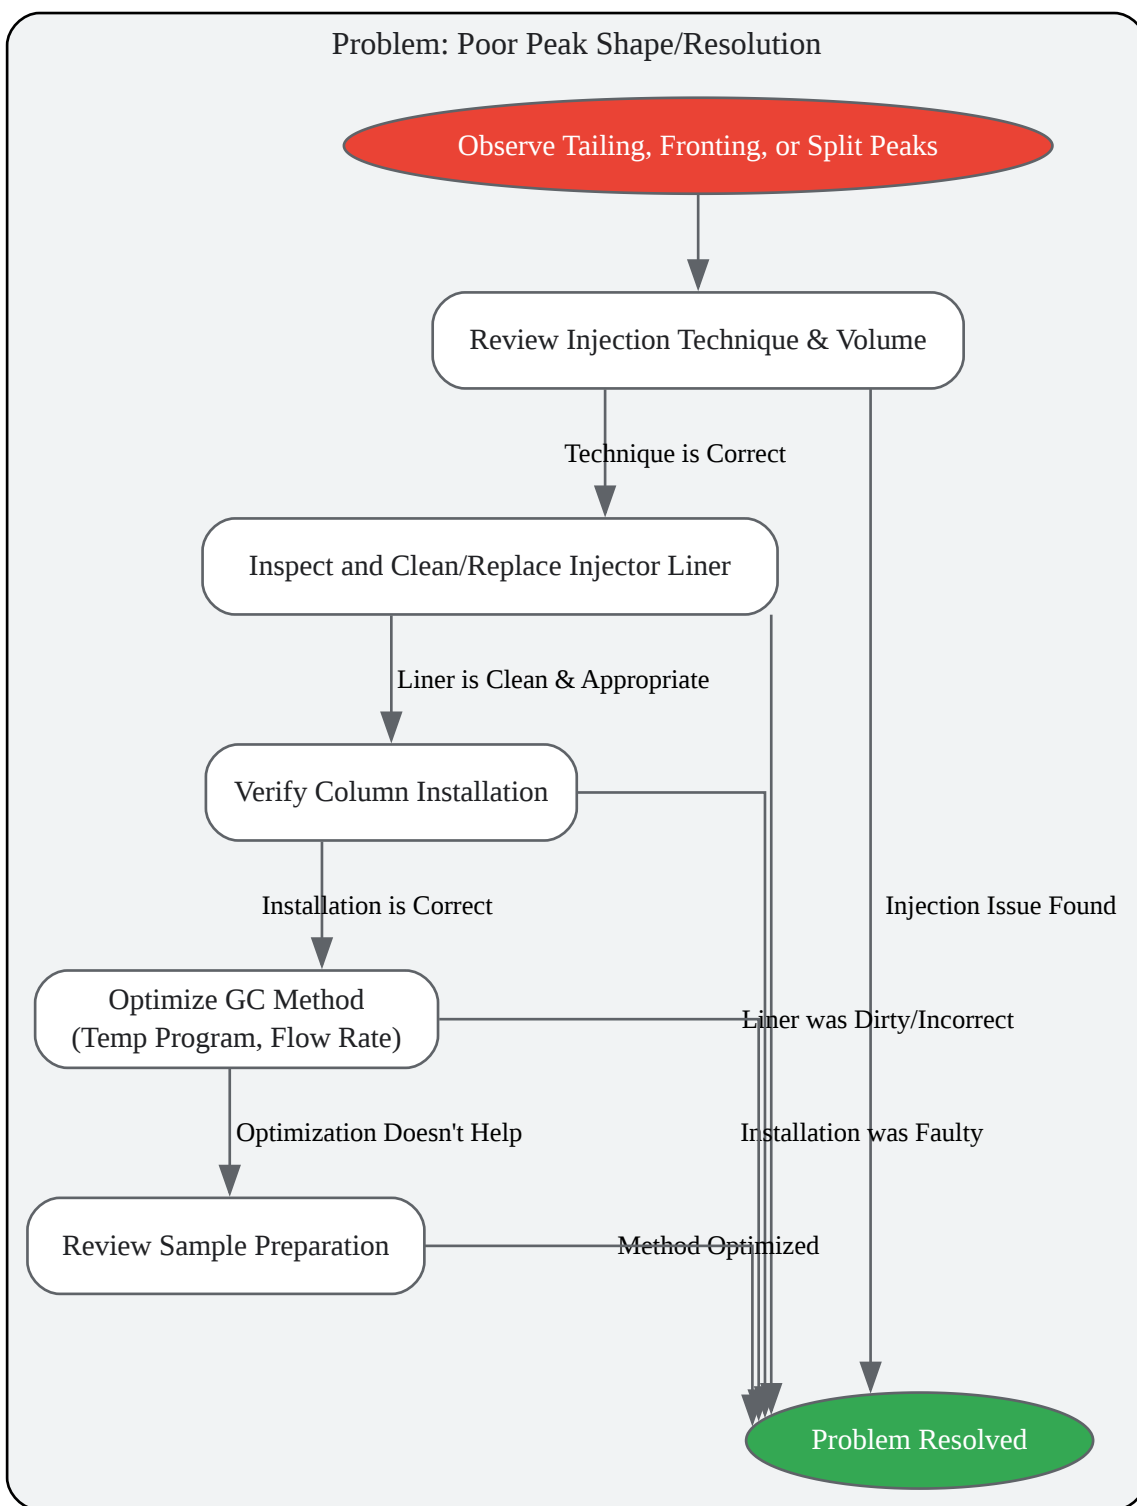 Problem: Poor Peak Shape/Resolution
Observe Tailing, Fronting, or Split Peaks
Review Injection Technique & Volume
Technique is Correct
Inspect and Clean/Replace Injector Liner
Liner is Clean & Appropriate
Verify Column Installation
Installation is Correct
Injection Issue Found
Optimize GC Method
(Temp Program, Flow Rate)
Liner was Dirty/Incorrect
Optimization Doesn't Help
Installation was Faulty
Review Sample Preparation
Method Optimized
Problem Resolved